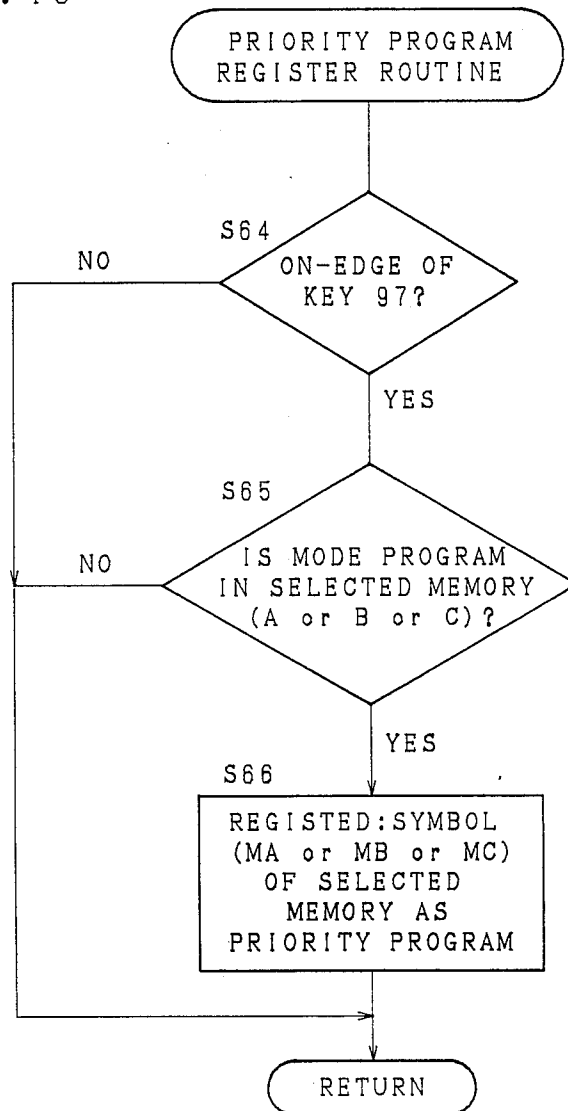 PRIORITY PROGRAM
REGISTER ROUTINE
S64
NO
ON-EDGE OF
KEY 97?
YES
S65
NO
IS MODE PROGRAM
IN SELECTED MEMORY
(A or B or C)?
YES
S66
REGISTED:SYMBOL
(MA or MB or MC)
OF SELECTED
MEMORY AS
PRIORITY PROGRAM
RETURN